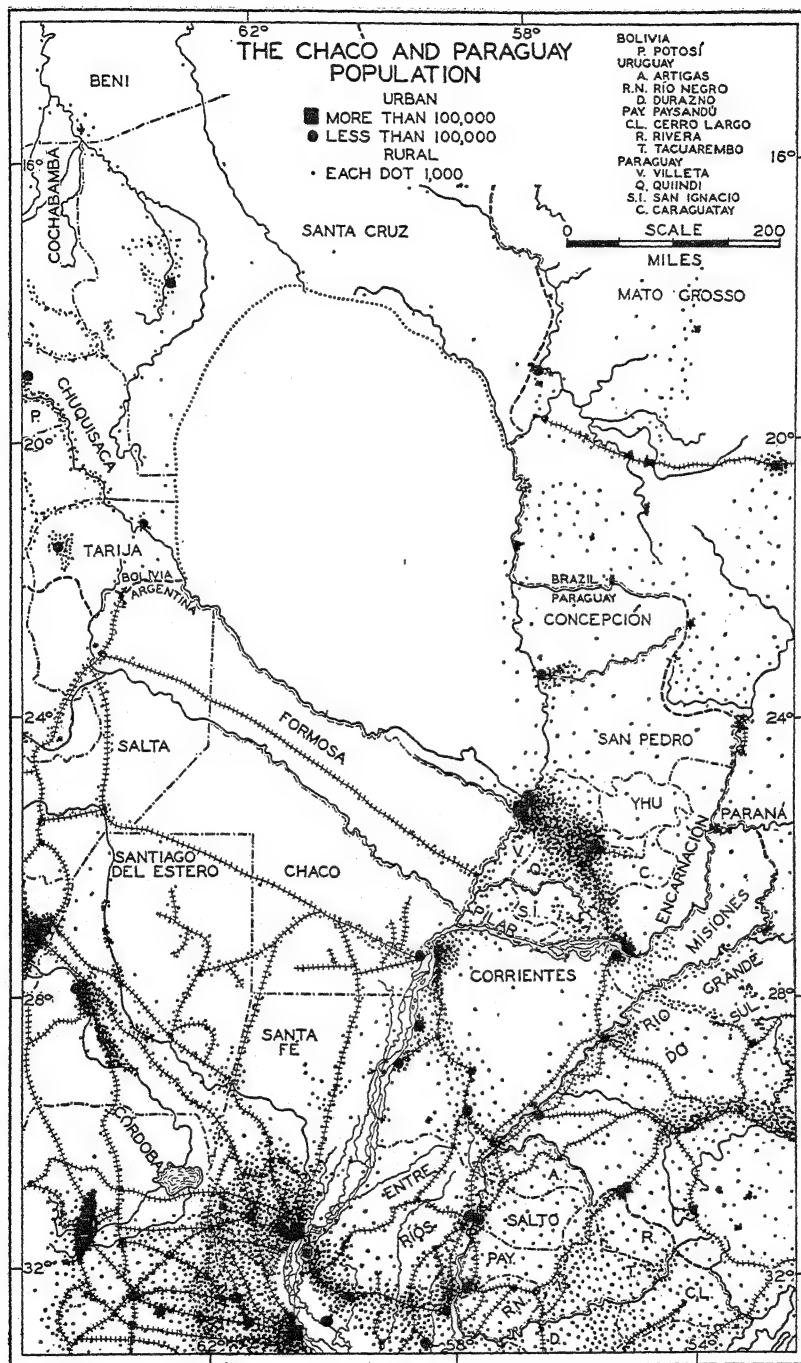 62° 58°
THE CHACO AND PARAGUAY
POPULATION
URBAN
MORE THAN 100,000
LESS THAN 100,000
RURAL
EACH DOT 1,000
BOLIVIA
P. POTOSÍ
URUGUAY
A. ARTIGAS
R.N. RÍO NEGRO
D. DURAZNO
PAY. PAYSANDÚ
C.L. CERRO LARGO
R. RIVERA
T. TACUAREMBO
PARAGUAY
V. VILLETA
Q. QUIINDI
S.I. SAN IGNACIO
C. CARAGUATAY
0 SCALE 200
MILES
BENI
16° 16°
COCHABAMBA
SANTA CRUZ
MATO GROSSO
CHUQUISACA
P.
20° 20°
TARIJA
BOLIVIA
ARGENTINA
BRAZIL
PARAGUAY
CONCEPCIÓN
24° 24°
FORMOSA
SALTA
SAN PEDRO
YHU
PARANÁ
ENCARNACIÓN
SANTIAGO
DEL ESTERO
CHACO
V.
Q.
C.
S.I.
PILAR
MISIONES
CORRIENTES
28° 28°
RIO GRANDE
DO SUL
SANTA
FÉ
CÓRDOBA
ENTRE
RÍOS
A.
SALTO
R.
PAY.
T.
32° 32°
R.N.
C.L.
D.
62° 58° 54°